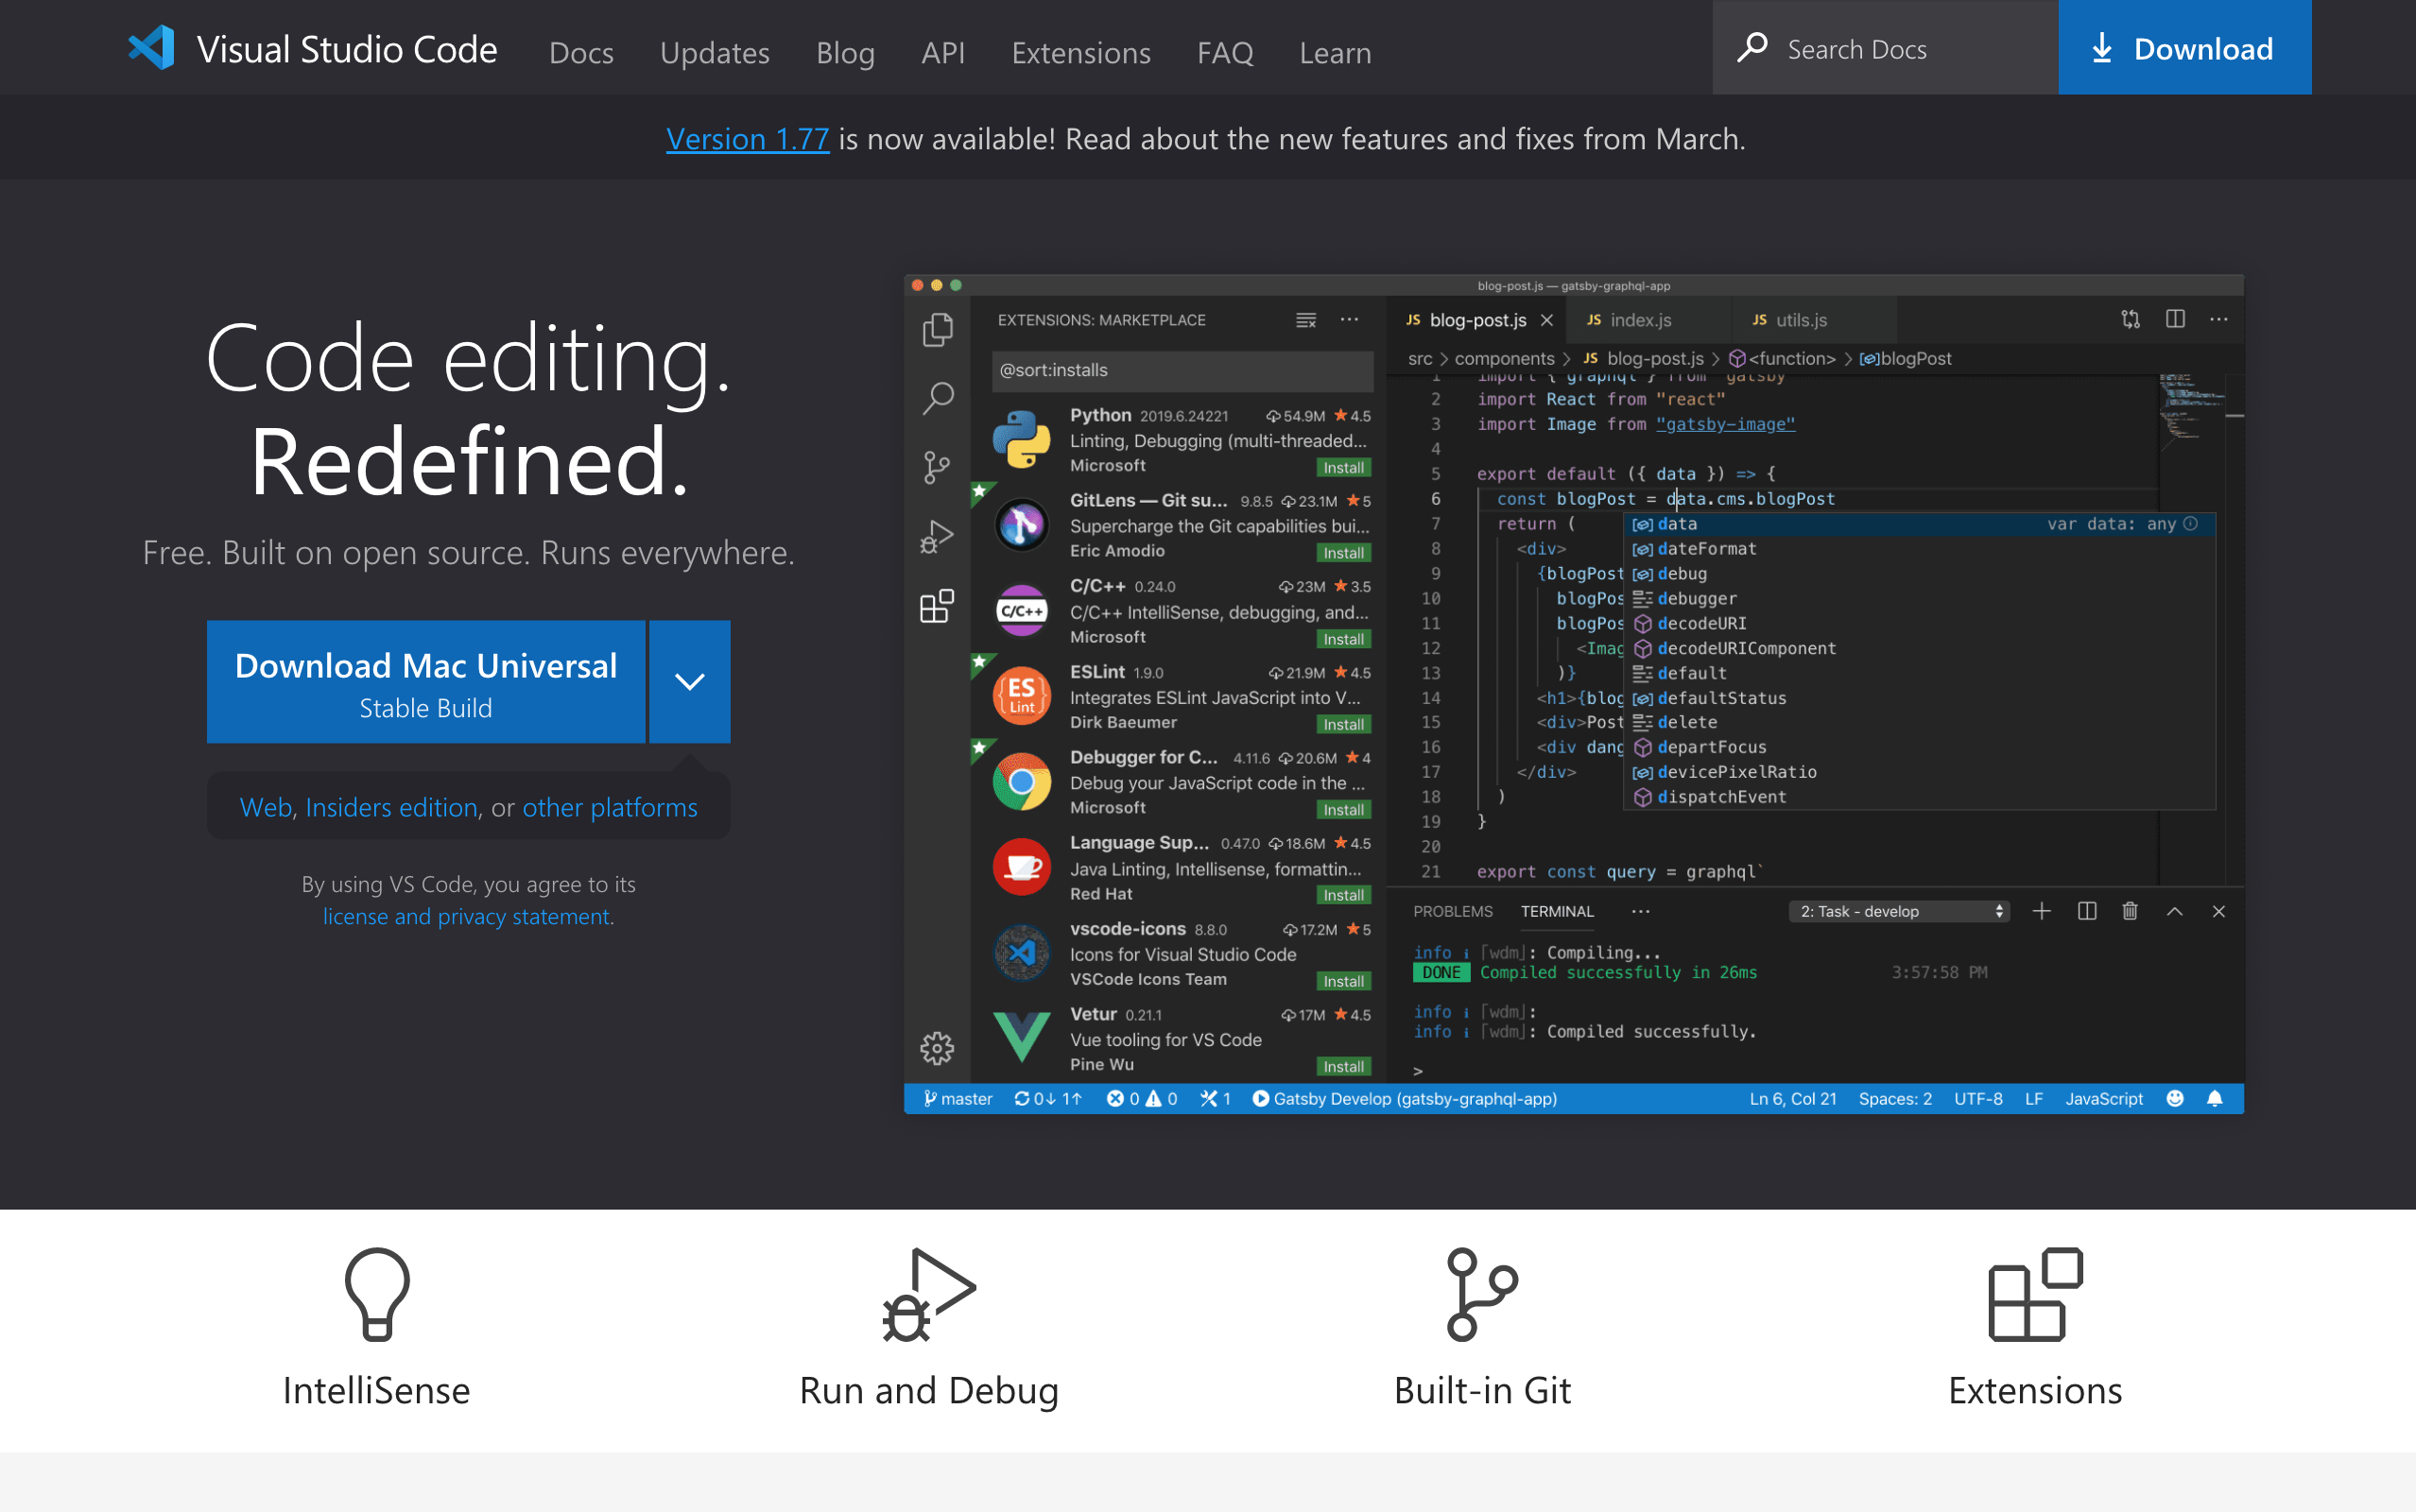 Visual Studio Code Docs Updates Blog API Extensions FAQ Learn Search Docs Download
Version 1.77 is now available! Read about the new features and fixes from March.
Code editing.
Redefined.
Free. Built on open source. Runs everywhere.
Download Mac Universal
Stable Build
Web, Insiders edition, or other platforms
By using VS Code, you agree to its
license and privacy statement.
blog-post.js — gatsby-graphql-app
EXTENSIONS: MARKETPLACE
@sort:installs
Python 2019.6.24221 54.9M 4.5
Linting, Debugging (multi-threaded...
Microsoft Install
GitLens — Git su... 9.8.5 23.1M 5
Supercharge the Git capabilities bui...
Eric Amodio Install
C/C++
C/C++ 0.24.0 23M 3.5
C/C++ IntelliSense, debugging, and...
Microsoft Install
ES
Lint
ESLint 1.9.0 21.9M 4.5
Integrates ESLint JavaScript into V...
Dirk Baeumer Install
Debugger for C... 4.11.6 20.6M 4
Debug your JavaScript code in the ...
Microsoft Install
Language Sup... 0.47.0 18.6M 4.5
Java Linting, Intellisense, formattin...
Red Hat Install
vscode-icons 8.8.0 17.2M 5
Icons for Visual Studio Code
VSCode Icons Team Install
Vetur 0.21.1 17M 4.5
Vue tooling for VS Code
Pine Wu Install
JS blog-post.js JS index.js JS utils.js
src > components > JS blog-post.js > <function> > blogPost
1 import { graphql } from "gatsby"
2 import React from "react"
3 import Image from "gatsby-image"
4
5 export default ({ data }) => {
6 const blogPost = data.cms.blogPost
7 return (
8 <div>
9 {blogPost
10 blogPos
11 blogPos
12 <Imag
13 )}
14 <h1>{blog
15 <div>Post
16 <div dang
17 </div>
18 )
19 }
20
21 export const query = graphql`
data var data: any
dateFormat
debug
debugger
decodeURI
decodeURIComponent
default
defaultStatus
delete
departFocus
devicePixelRatio
dispatchEvent
PROBLEMS TERMINAL ... 2: Task - develop
info i ｢wdm｣: Compiling...
DONE Compiled successfully in 26ms 3:57:58 PM
info i ｢wdm｣:
info i ｢wdm｣: Compiled successfully.
>
master 0↓ 1↑ 0 0 1 Gatsby Develop (gatsby-graphql-app) Ln 6, Col 21 Spaces: 2 UTF-8 LF JavaScript
IntelliSense
Run and Debug
Built-in Git
Extensions